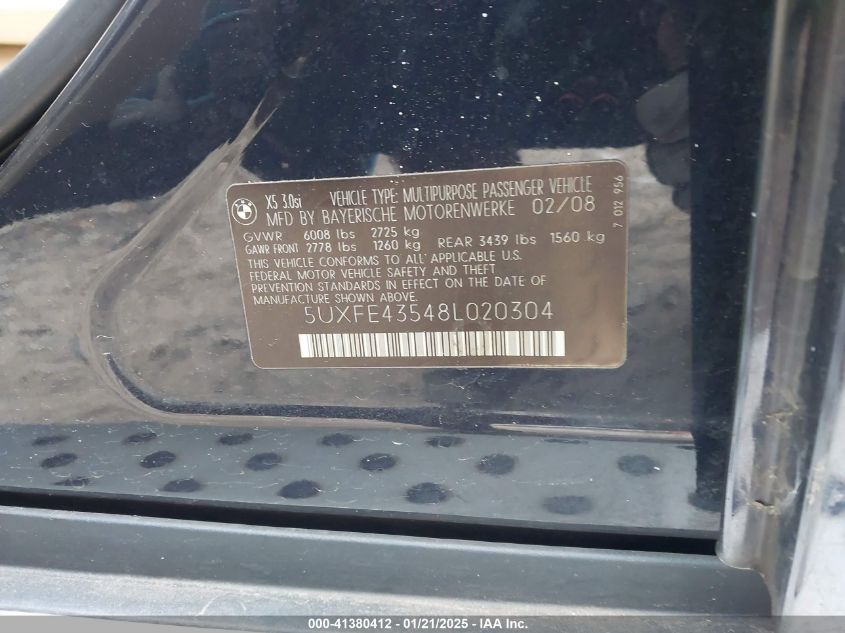 BMW
X5 3.0si VEHICLE TYPE: MULTIPURPOSE PASSENGER VEHICLE
MFD BY BAYERISCHE MOTORENWERKE 02/08
GVWR 6008 lbs 2725 kg
GAWR FRONT 2778 lbs 1260 kg REAR 3439 lbs 1560 kg
THIS VEHICLE CONFORMS TO ALL APPLICABLE U.S.
FEDERAL MOTOR VEHICLE SAFETY AND THEFT
PREVENTION STANDARDS IN EFFECT ON THE DATE OF
MANUFACTURE SHOWN ABOVE.
5UXFE43548L020304
7 012 956
000-41380412 - 01/21/2025 - IAA Inc.